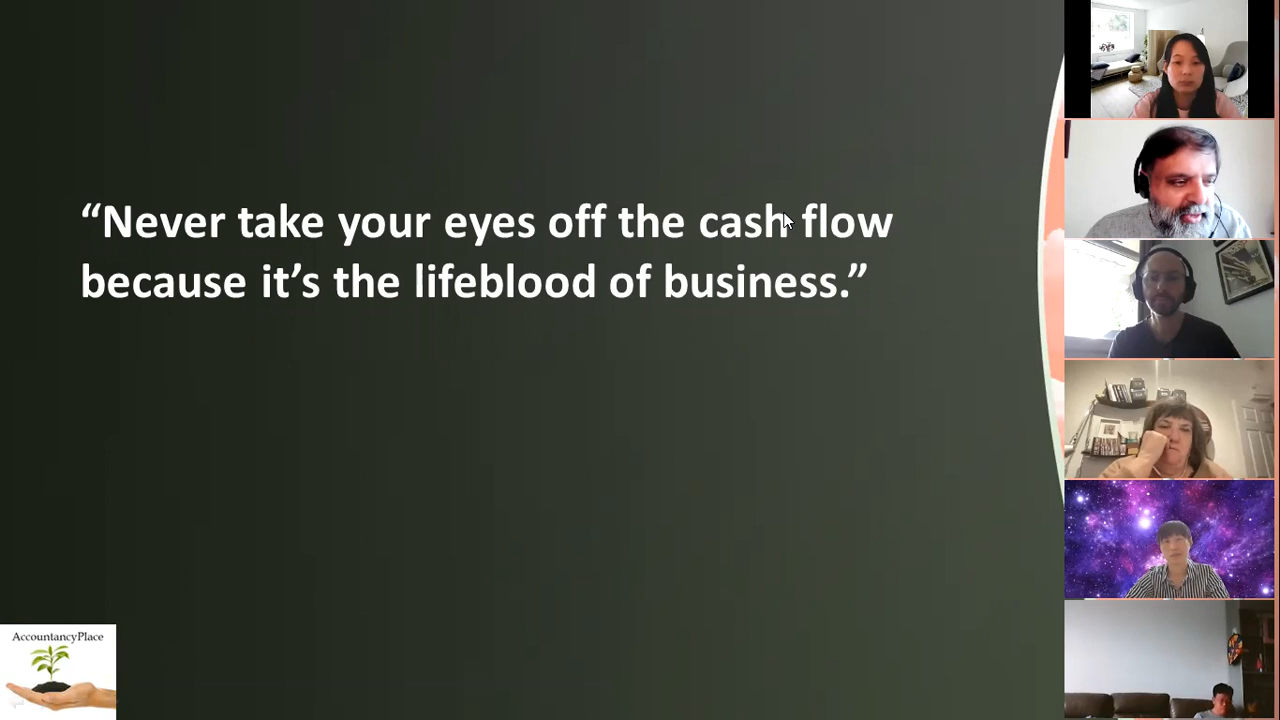 “Never take your eyes off the cash flow
because it’s the lifeblood of business.”
AccountancyPlace